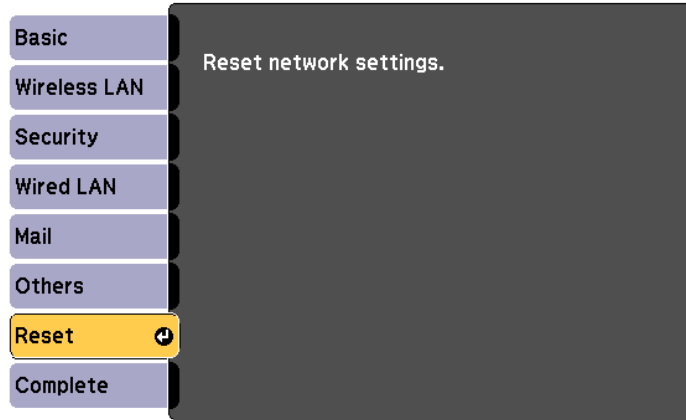 Basic
Wireless LAN
Security
Wired LAN
Mail
Others
Reset
Complete
Reset network settings.